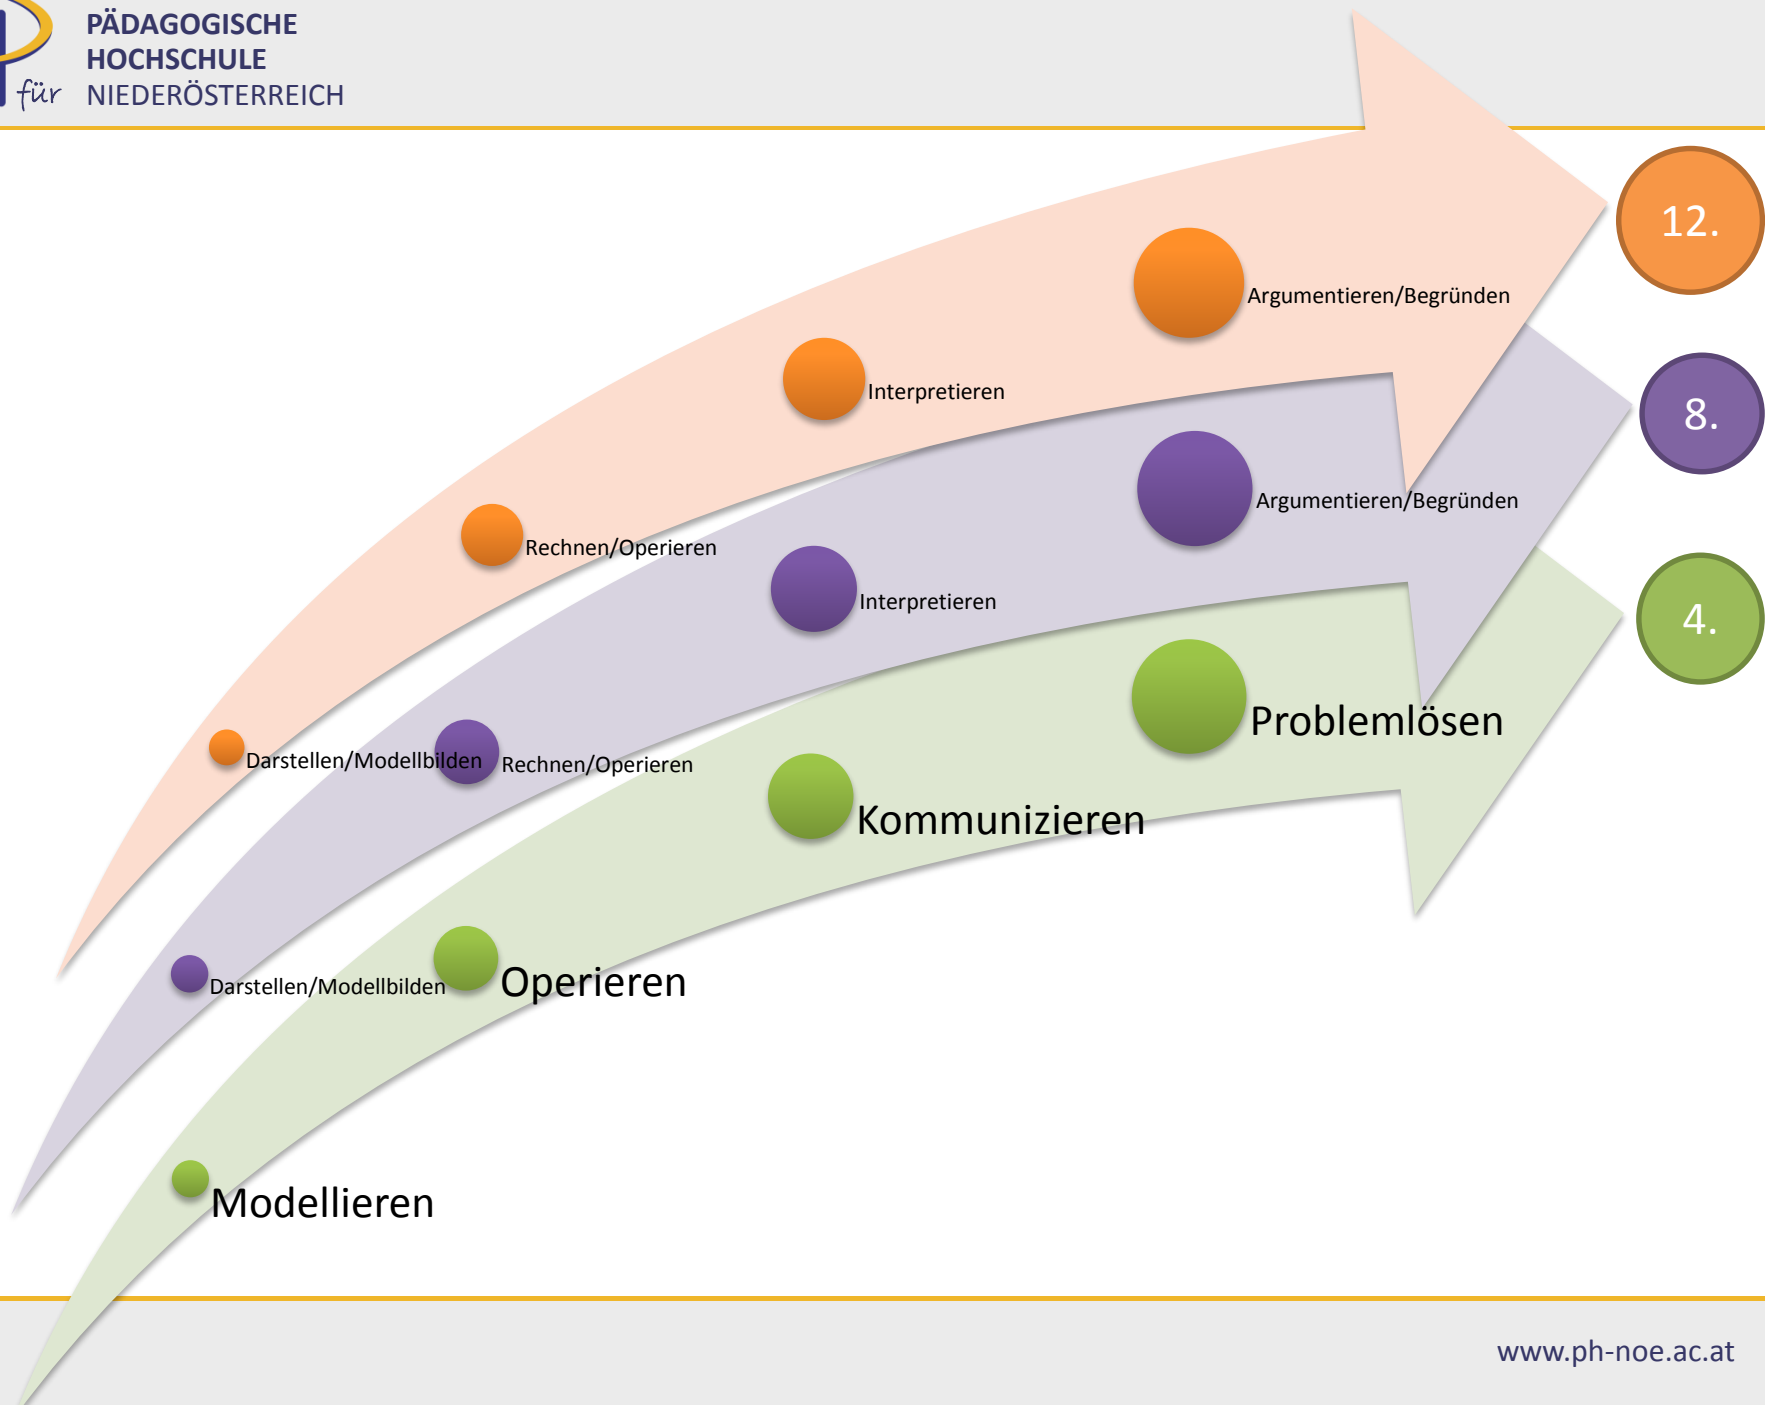 PÄDAGOGISCHE
HOCHSCHULE
für NIEDERÖSTERREICH
12.
Argumentieren/Begründen
Interpretieren
8.
Argumentieren/Begründen
Rechnen/Operieren
Interpretieren
4.
Problemlösen
Darstellen/Modellbilden
Rechnen/Operieren
Kommunizieren
Darstellen/Modellbilden
Operieren
Modellieren
www.ph-noe.ac.at